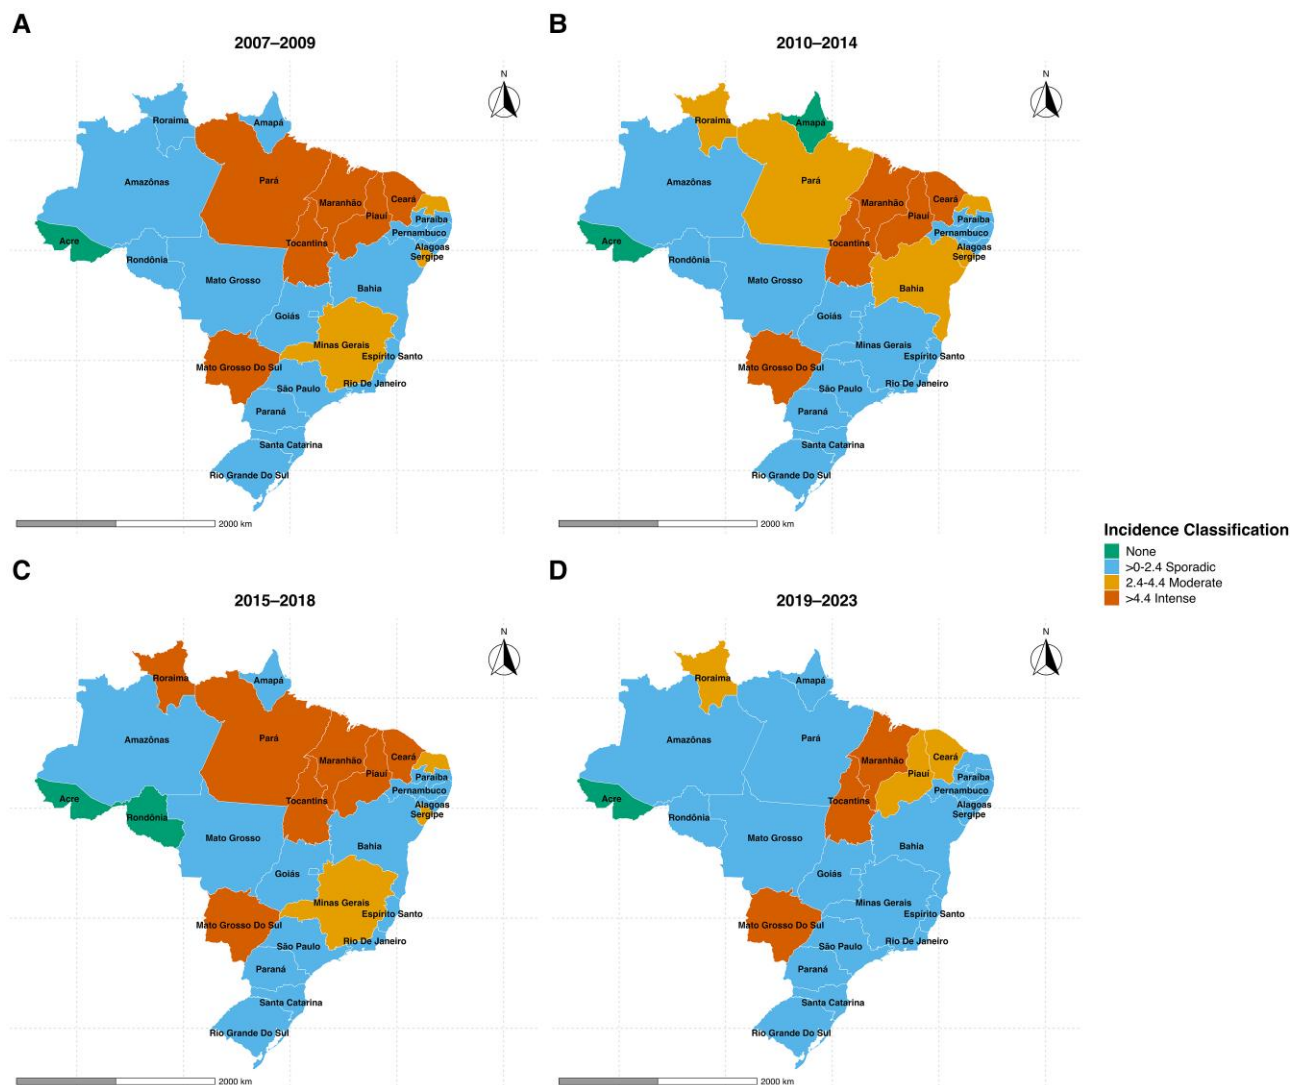 A
2007–2009
N
Roraima
Amapá
Amazônas
Pará
Maranhão
Ceará
Piauí
Paraíba
Pernambuco
Acre
Tocantins
Alagoas
Sergipe
Rondônia
Mato Grosso
Bahia
Goiás
Minas Gerais
Espírito Santo
Mato Grosso Do Sul
Rio De Janeiro
São Paulo
Paraná
Santa Catarina
Rio Grande Do Sul
2000 km
B
2010–2014
N
Roraima
Amapá
Amazônas
Pará
Maranhão
Ceará
Piauí
Paraíba
Pernambuco
Acre
Tocantins
Alagoas
Sergipe
Rondônia
Mato Grosso
Bahia
Goiás
Minas Gerais
Espírito Santo
Mato Grosso Do Sul
Rio De Janeiro
São Paulo
Paraná
Santa Catarina
Rio Grande Do Sul
2000 km
Incidence Classification
None
>0-2.4 Sporadic
2.4-4.4 Moderate
>4.4 Intense
C
2015–2018
N
Roraima
Amapá
Amazônas
Pará
Maranhão
Ceará
Piauí
Paraíba
Pernambuco
Acre
Tocantins
Alagoas
Sergipe
Rondônia
Mato Grosso
Bahia
Goiás
Minas Gerais
Espírito Santo
Mato Grosso Do Sul
Rio De Janeiro
São Paulo
Paraná
Santa Catarina
Rio Grande Do Sul
2000 km
D
2019–2023
N
Roraima
Amapá
Amazônas
Pará
Maranhão
Ceará
Piauí
Paraíba
Pernambuco
Acre
Tocantins
Alagoas
Sergipe
Rondônia
Mato Grosso
Bahia
Goiás
Minas Gerais
Espírito Santo
Mato Grosso Do Sul
Rio De Janeiro
São Paulo
Paraná
Santa Catarina
Rio Grande Do Sul
2000 km